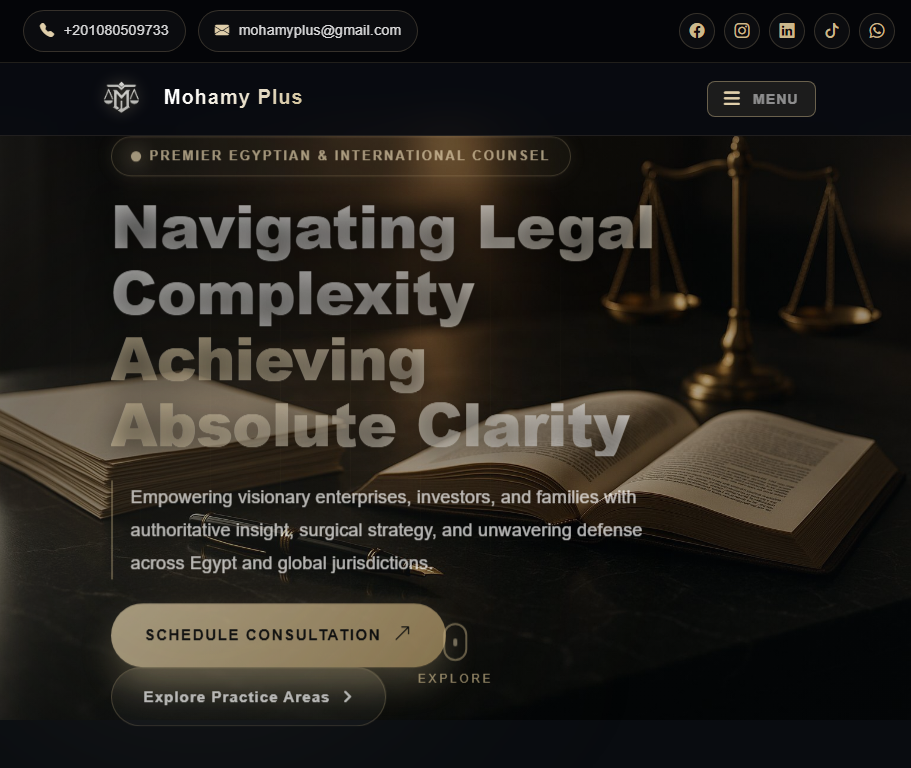 +201080509733
mohamyplus@gmail.com
Mohamy Plus
MENU
PREMIER EGYPTIAN & INTERNATIONAL COUNSEL
Navigating Legal
Complexity
Achieving
Absolute Clarity
Empowering visionary enterprises, investors, and families with
authoritative insight, surgical strategy, and unwavering defense
across Egypt and global jurisdictions.
SCHEDULE CONSULTATION
EXPLORE
Explore Practice Areas